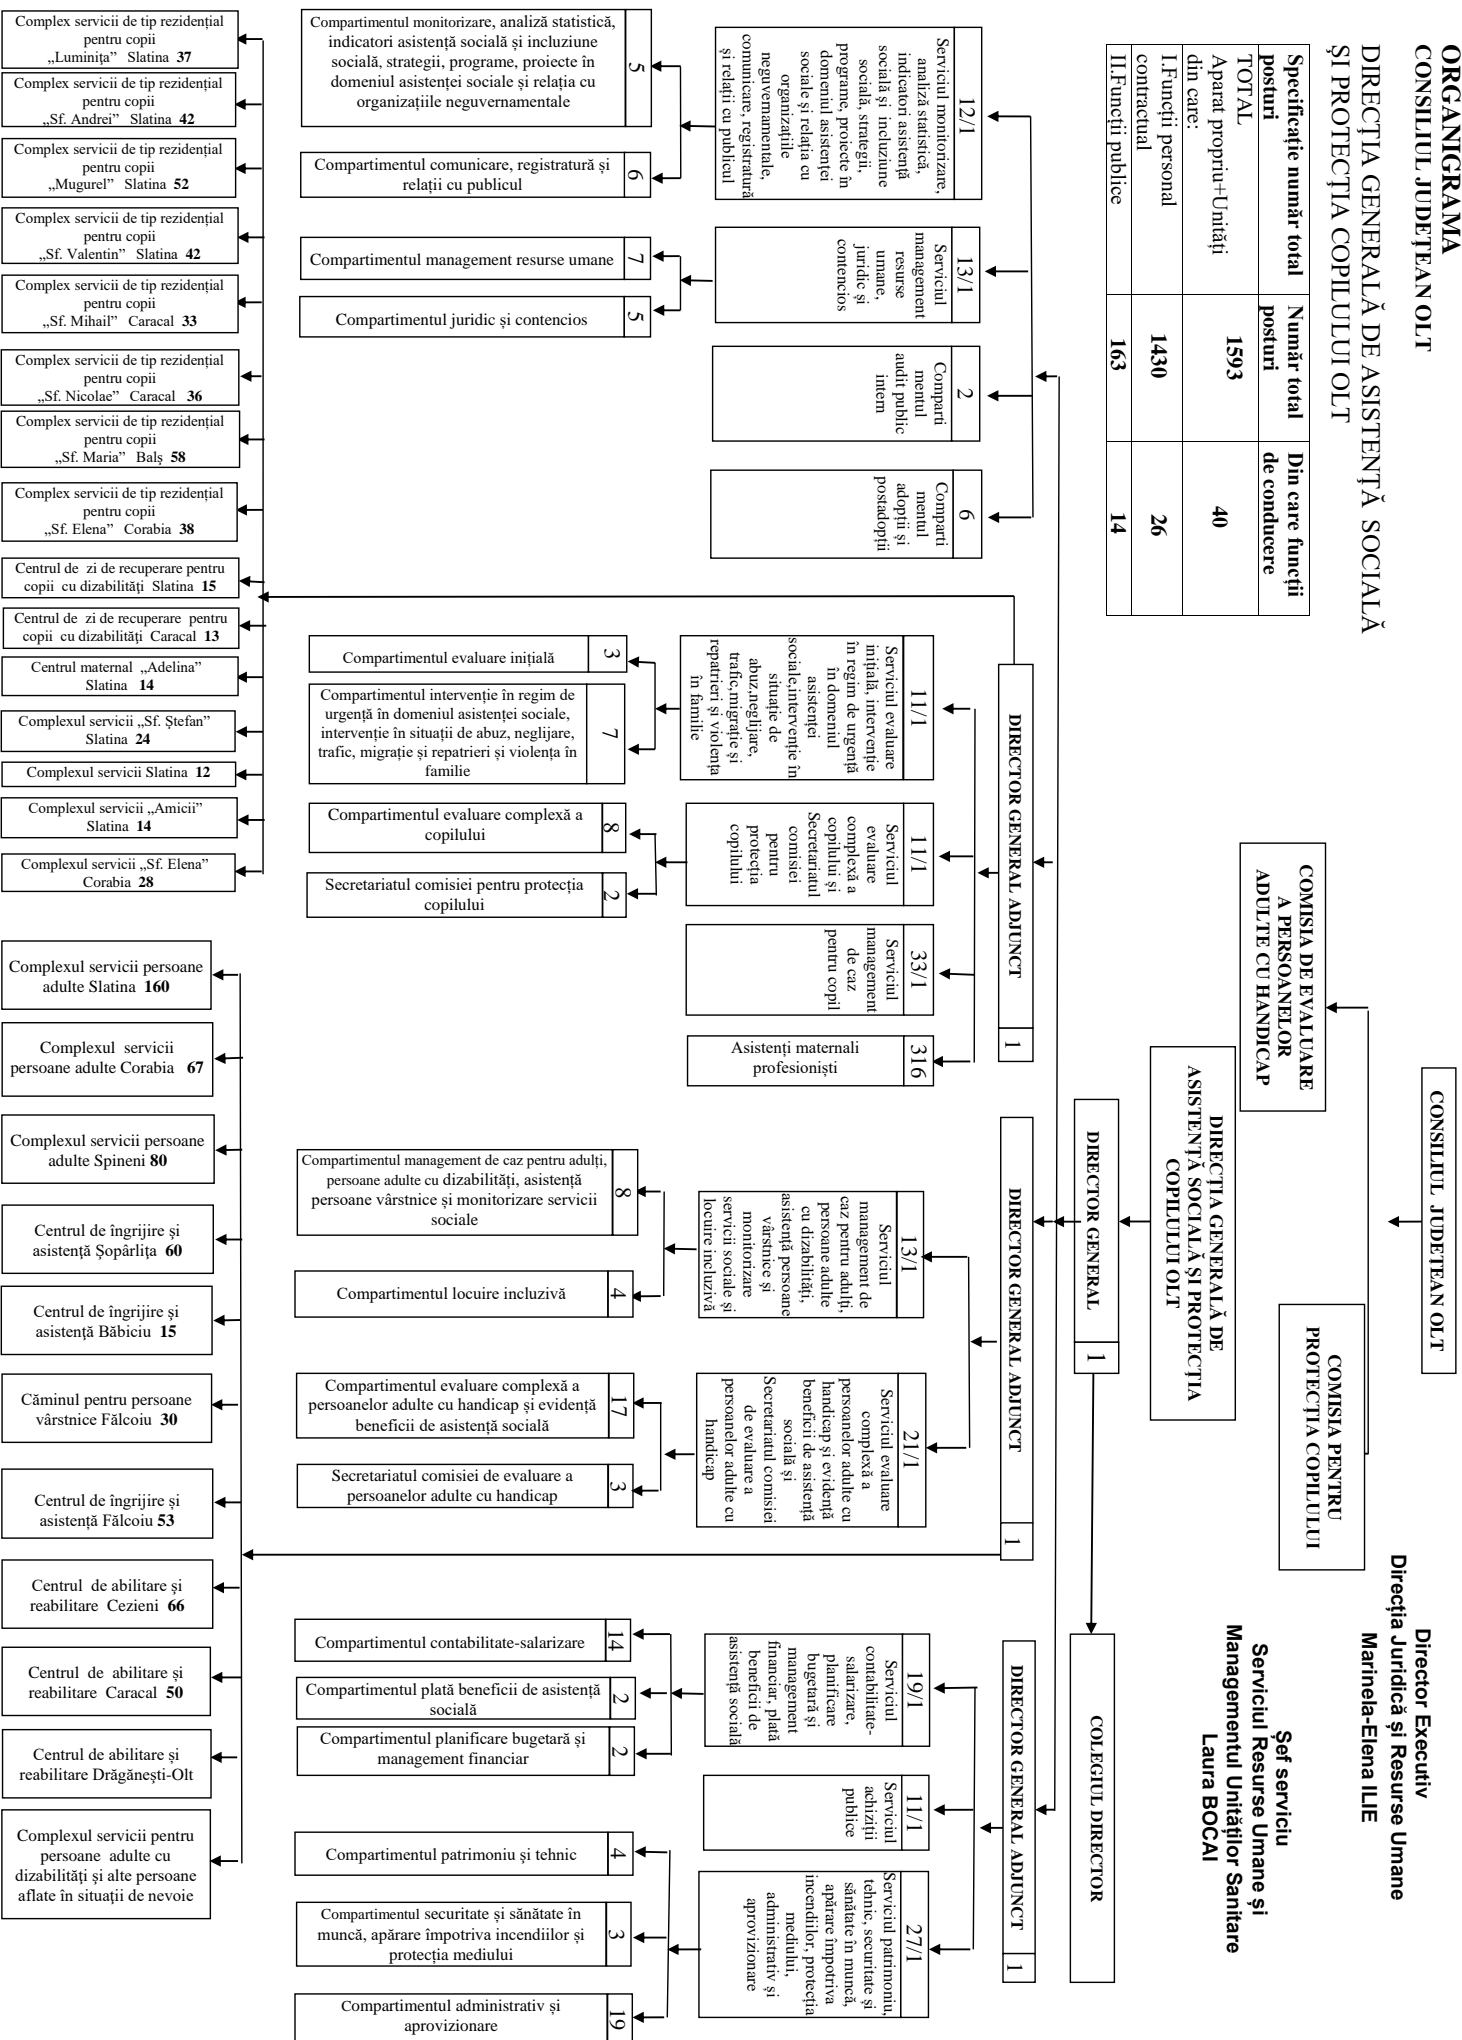 ORGANIGRAMA
CONSILIUL JUDEȚEAN OLT
DIRECȚIA GENERALĂ DE ASISTENȚĂ SOCIALĂ
ȘI PROTECȚIA COPILULUI OLT
Specificație număr total
posturi
Număr total
posturi
Din care funcții
de conducere
TOTAL
Aparat propriu+Unități
din care:
1593
40
I.Funcții personal
contractual
1430
26
II.Funcții publice
163
14
Director Executiv
Direcția Juridică și Resurse Umane
Marinela-Elena ILIE
Șef serviciu
Serviciul Resurse Umane și
Managementul Unităților Sanitare
Laura BOCAI
CONSILIUL JUDEȚEAN OLT
COMISIA DE EVALUARE
A PERSOANELOR
ADULTE CU HANDICAP
COMISIA PENTRU
PROTECȚIA COPILULUI
DIRECȚIA GENERALĂ DE
ASISTENȚĂ SOCIALĂ ȘI PROTECȚIA
COPILULUI OLT
DIRECTOR GENERAL
1
COLEGIUL DIRECTOR
12/1
Serviciul monitorizare,
analiză statistică,
indicatori asistență
socială și incluziune
socială, strategii,
programe, proiecte în
domeniul asistenței
sociale și relația cu
organizațiile
neguvernamentale,
comunicare, registratură
și relații cu publicul
5
Compartimentul monitorizare, analiză statistică,
indicatori asistență socială și incluziune
socială, strategii, programe, proiecte în
domeniul asistenței sociale și relația cu
organizațiile neguvernamentale
6
Compartimentul comunicare, registratură și
relații cu publicul
13/1
Serviciul
management
resurse
umane,
juridic și
contencios
7
Compartimentul management resurse umane
5
Compartimentul juridic și contencios
2
Comparti
mentul
audit public
intern
6
Comparti
mentul
adopții și
postadopții
DIRECTOR GENERAL ADJUNCT
1
11/1
Serviciul evaluare
inițială, intervenție
în regim de urgență
în domeniul
asistenței
sociale,intervenție în
situație de
abuz,neglijare,
trafic,migrație și
repatrieri și violența
în familie
3
Compartimentul evaluare inițială
7
Compartimentul intervenție în regim de
urgență în domeniul asistenței sociale,
intervenție în situații de abuz, neglijare,
trafic, migrație și repatrieri și violența în
familie
11/1
Serviciul
evaluare
complexă a
copilului și
Secretariatul
comisiei
pentru
protecția
copilului
8
Compartimentul evaluare complexă a
copilului
2
Secretariatul comisiei pentru protecția
copilului
33/1
Serviciul
management
de caz
pentru copil
316
Asistenți maternali
profesioniști
DIRECTOR GENERAL ADJUNCT
1
13/1
Serviciul
management de
caz pentru adulți,
persoane adulte
cu dizabilități,
asistență persoane
vârstnice și
monitorizare
servicii sociale și
locuire incluzivă
8
Compartimentul management de caz pentru adulți,
persoane adulte cu dizabilități, asistență
persoane vârstnice și monitorizare servicii
sociale
4
Compartimentul locuire incluzivă
21/1
Serviciul evaluare
complexă a
persoanelor adulte cu
handicap și evidență
beneficii de asistență
socială și
Secretariatul comisiei
de evaluare a
persoanelor adulte cu
handicap
17
Compartimentul evaluare complexă a
persoanelor adulte cu handicap și evidență
beneficii de asistență socială
3
Secretariatul comisiei de evaluare a
persoanelor adulte cu handicap
DIRECTOR GENERAL ADJUNCT
1
19/1
Serviciul
contabilitate-
salarizare,
planificare
bugetară și
management
financiar, plată
beneficii de
asistență socială
14
Compartimentul contabilitate-salarizare
2
Compartimentul plată beneficii de asistență
socială
2
Compartimentul planificare bugetară și
management financiar
11/1
Serviciul
achiziții
publice
27/1
Serviciul patrimoniu,
tehnic, securitate și
sănătate în muncă,
apărare împotriva
incendiilor, protecția
mediului,
administrativ și
aprovizionare
4
Compartimentul patrimoniu și tehnic
3
Compartimentul securitate și sănătate în
muncă, apărare împotriva incendiilor și
protecția mediului
19
Compartimentul administrativ și
aprovizionare
Complex servicii de tip rezidențial
pentru copii
„Luminița” Slatina 37
Complex servicii de tip rezidențial
pentru copii
„Sf. Andrei” Slatina 42
Complex servicii de tip rezidențial
pentru copii
„Mugurel” Slatina 52
Complex servicii de tip rezidențial
pentru copii
„Sf. Valentin” Slatina 42
Complex servicii de tip rezidențial
pentru copii
„Sf. Mihail” Caracal 33
Complex servicii de tip rezidențial
pentru copii
„Sf. Nicolae” Caracal 36
Complex servicii de tip rezidențial
pentru copii
„Sf. Maria” Balș 58
Complex servicii de tip rezidențial
pentru copii
„Sf. Elena” Corabia 38
Centrul de zi de recuperare pentru
copii cu dizabilități Slatina 15
Centrul de zi de recuperare pentru
copii cu dizabilități Caracal 13
Centrul maternal „Adelina”
Slatina 14
Complexul servicii „Sf. Ștefan”
Slatina 24
Complexul servicii Slatina 12
Complexul servicii „Amicii”
Slatina 14
Complexul servicii „Sf. Elena”
Corabia 28
Complexul servicii persoane
adulte Slatina 160
Complexul servicii
persoane adulte Corabia 67
Complexul servicii persoane
adulte Spineni 80
Centrul de îngrijire și
asistență Șopârlița 60
Centrul de îngrijire și
asistență Băbiciu 15
Căminul pentru persoane
vârstnice Fălcoiu 30
Centrul de îngrijire și
asistență Fălcoiu 53
Centrul de abilitare și
reabilitare Cezieni 66
Centrul de abilitare și
reabilitare Caracal 50
Centrul de abilitare și
reabilitare Drăgănești-Olt
Complexul servicii pentru
persoane adulte cu
dizabilități și alte persoane
aflate în situații de nevoie